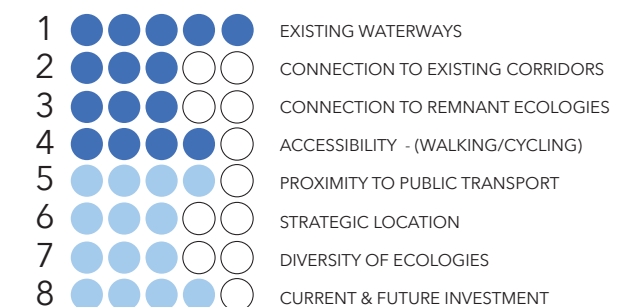 1 EXISTING WATERWAYS
2 CONNECTION TO EXISTING CORRIDORS
3 CONNECTION TO REMNANT ECOLOGIES
4 ACCESSIBILITY - (WALKING/CYCLING)
5 PROXIMITY TO PUBLIC TRANSPORT
6 STRATEGIC LOCATION
7 DIVERSITY OF ECOLOGIES
8 CURRENT & FUTURE INVESTMENT